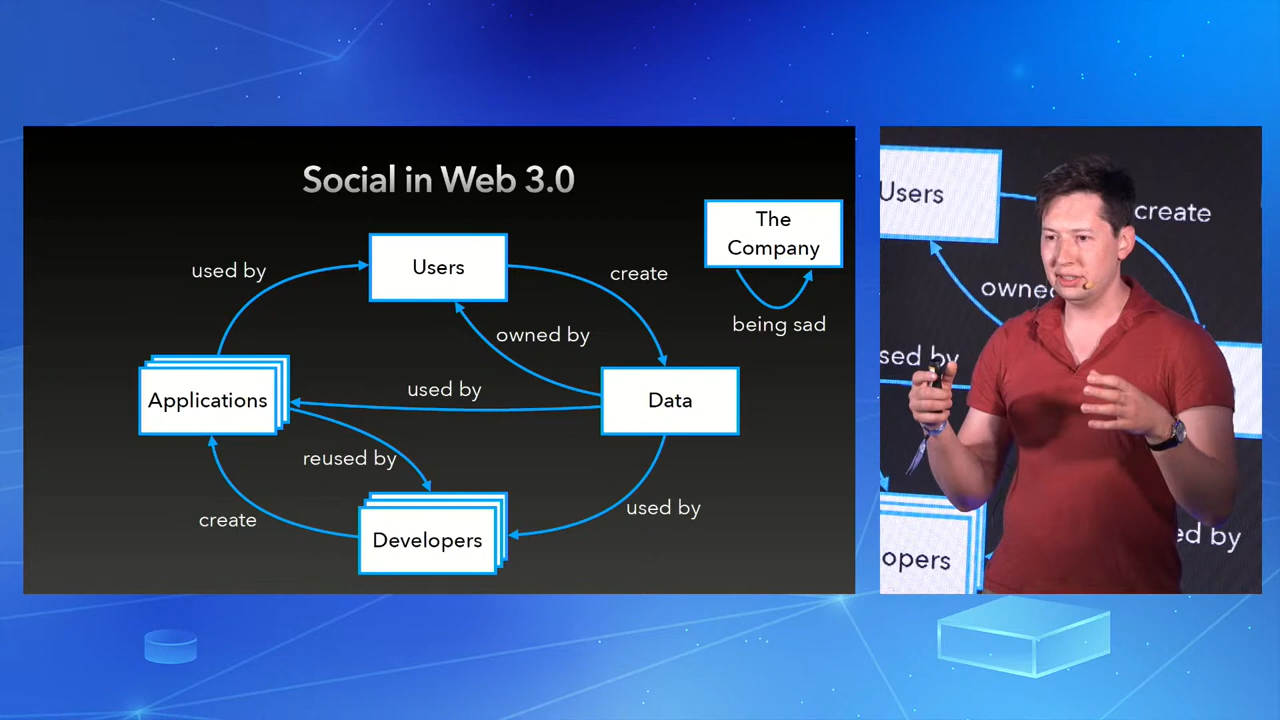 Social in Web 3.0
The
Company
being sad
used by
Users
create
owned by
used by
Applications
Data
reused by
create
used by
Developers
Users
create
owned
sed by
opers
ed by